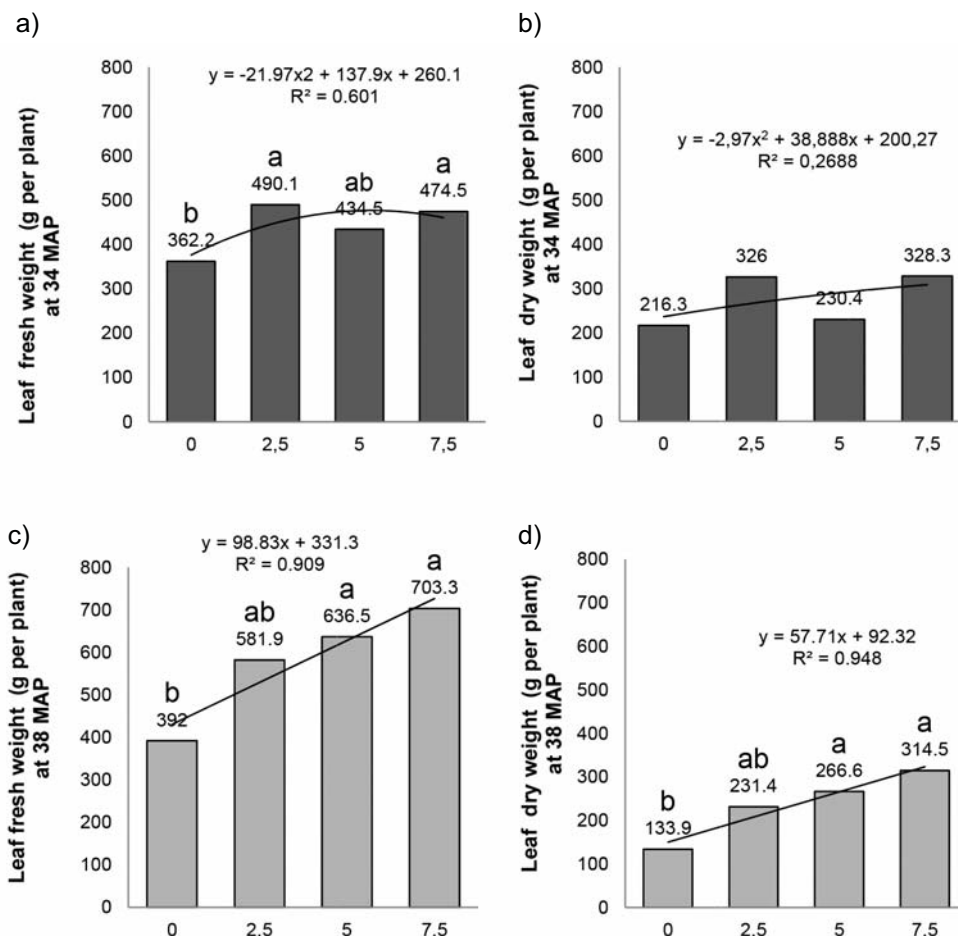 a)
Leaf fresh weight (g per plant)
at 34 MAP
800
700
600
500
400
300
200
100
0
y = -21.97x2 + 137.9x + 260.1
R² = 0.601
b
362.2
a
490.1
ab
434.5
a
474.5
0 2,5 5 7,5
b)
Leaf dry weight (g per plant)
at 34 MAP
800
700
600
500
400
300
200
100
0
y = -2,97x² + 38,888x + 200,27
R² = 0,2688
216.3
326
230.4
328.3
0 2,5 5 7,5
c)
Leaf fresh weight (g per plant)
at 38 MAP
800
700
600
500
400
300
200
100
0
y = 98.83x + 331.3
R² = 0.909
b
392
ab
581.9
a
636.5
a
703.3
0 2,5 5 7,5
d)
Leaf dry weight (g per plant)
at 38 MAP
800
700
600
500
400
300
200
100
0
y = 57.71x + 92.32
R² = 0.948
b
133.9
ab
231.4
a
266.6
a
314.5
0 2,5 5 7,5